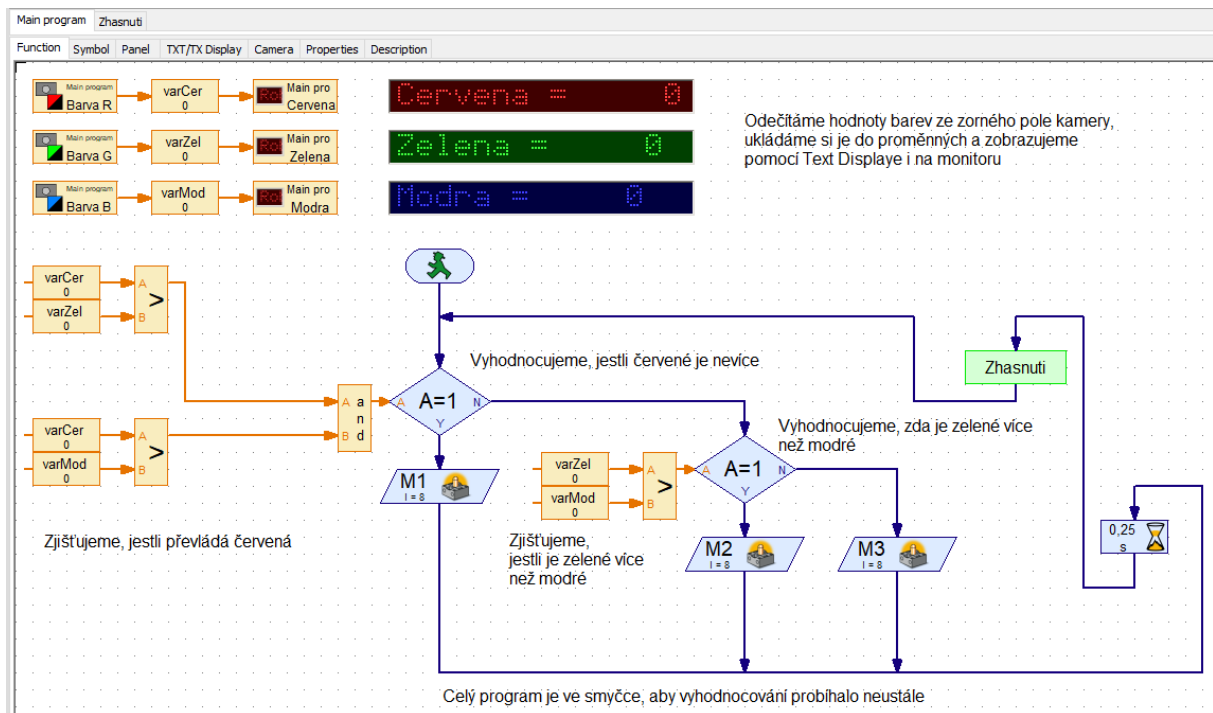 Main program
Zhasnuti
Function
Symbol
Panel
TXT/TX Display
Camera
Properties
Description
Main program
Barva R
varCer
0
Main pro
Cervena
Cervena = 0
Main program
Barva G
varZel
0
Main pro
Zelena
Zelena = 0
Main program
Barva B
varMod
0
Main pro
Modra
Modra = 0
Odečítáme hodnoty barev ze zorného pole kamery,
ukládáme si je do proměnných a zobrazujeme
pomocí Text Displaye i na monitoru
varCer
0
varZel
0
A
B
>
Vyhodnocujeme, jestli červené je nevíce
Zhasnuti
varCer
0
varMod
0
A
B
>
A a
n
B d
A
A=1
N
Y
Vyhodnocujeme, zda je zelené více
než modré
M1
I = 8
varZel
0
varMod
0
A
B
>
A
A=1
N
Y
Zjišťujeme, jestli převládá červená
Zjišťujeme,
jestli je zelené více
než modré
M2
I = 8
M3
I = 8
0,25
s
Celý program je ve smyčce, aby vyhodnocování probíhalo neustále